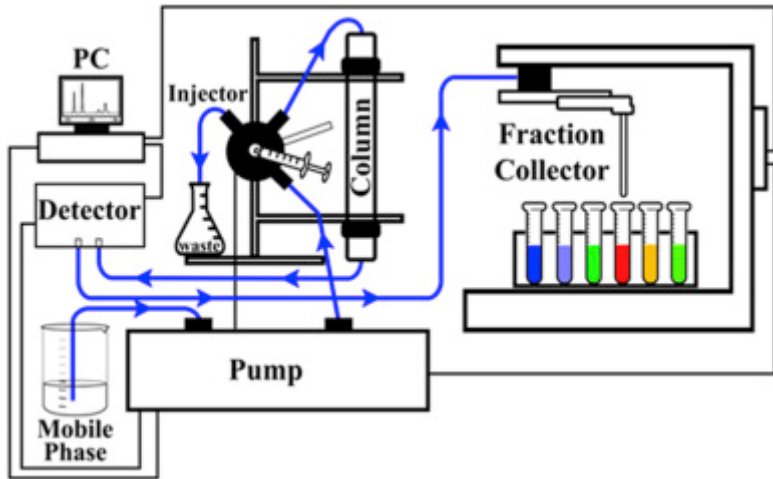 PC
Injector
Column
Fraction
Collector
Detector
waste
Pump
Mobile
Phase